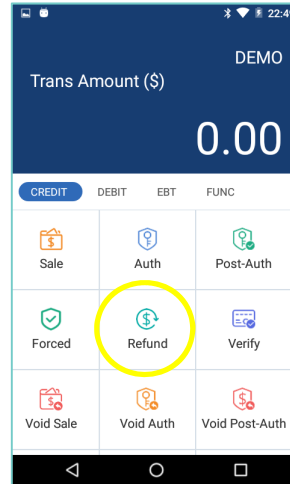 22:4
DEMO
Trans Amount ($)
0.00
CREDIT DEBIT EBT FUNC
Sale Auth Post-Auth
Forced Refund Verify
Void Sale Void Auth Void Post-Auth